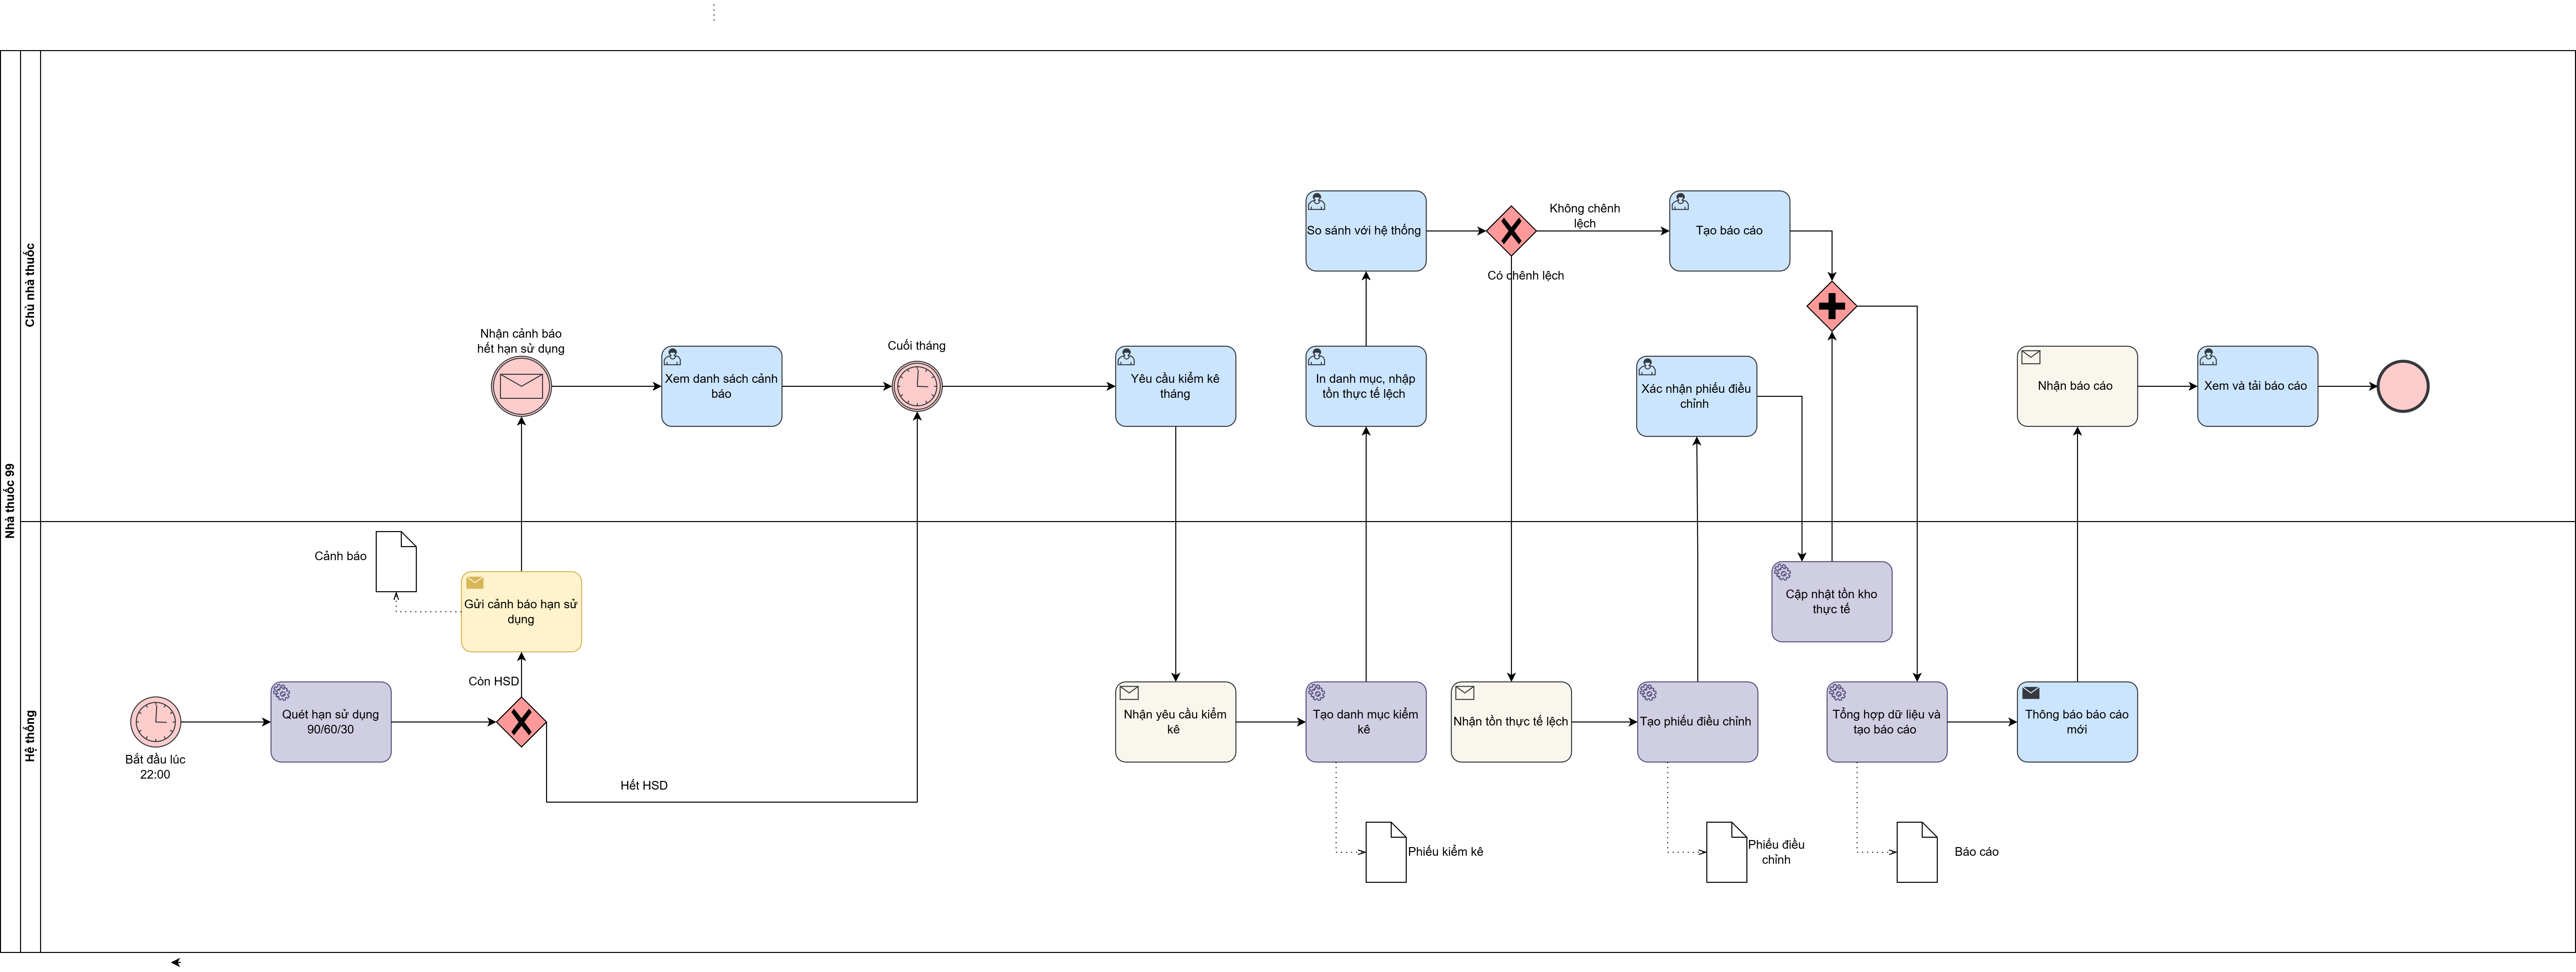 Nhà thuốc 99
Chủ nhà thuốc
Hệ thống
Nhận cảnh báo
hết hạn sử dụng
Xem danh sách cảnh
báo
Cuối tháng
Yêu cầu kiểm kê
tháng
In danh mục, nhập
tồn thực tế lệch
So sánh với hệ thống
Không chênh
lệch
Có chênh lệch
Tạo báo cáo
Xác nhận phiếu điều
chỉnh
Nhận báo cáo
Xem và tải báo cáo
Cảnh báo
Gửi cảnh báo hạn sử
dụng
Còn HSD
Bắt đầu lúc
22:00
Quét hạn sử dụng
90/60/30
Hết HSD
Nhận yêu cầu kiểm
kê
Tạo danh mục kiểm
kê
Nhận tồn thực tế lệch
Tạo phiếu điều chỉnh
Cập nhật tồn kho
thực tế
Tổng hợp dữ liệu và
tạo báo cáo
Thông báo báo cáo
mới
Phiếu kiểm kê
Phiếu điều
chỉnh
Báo cáo